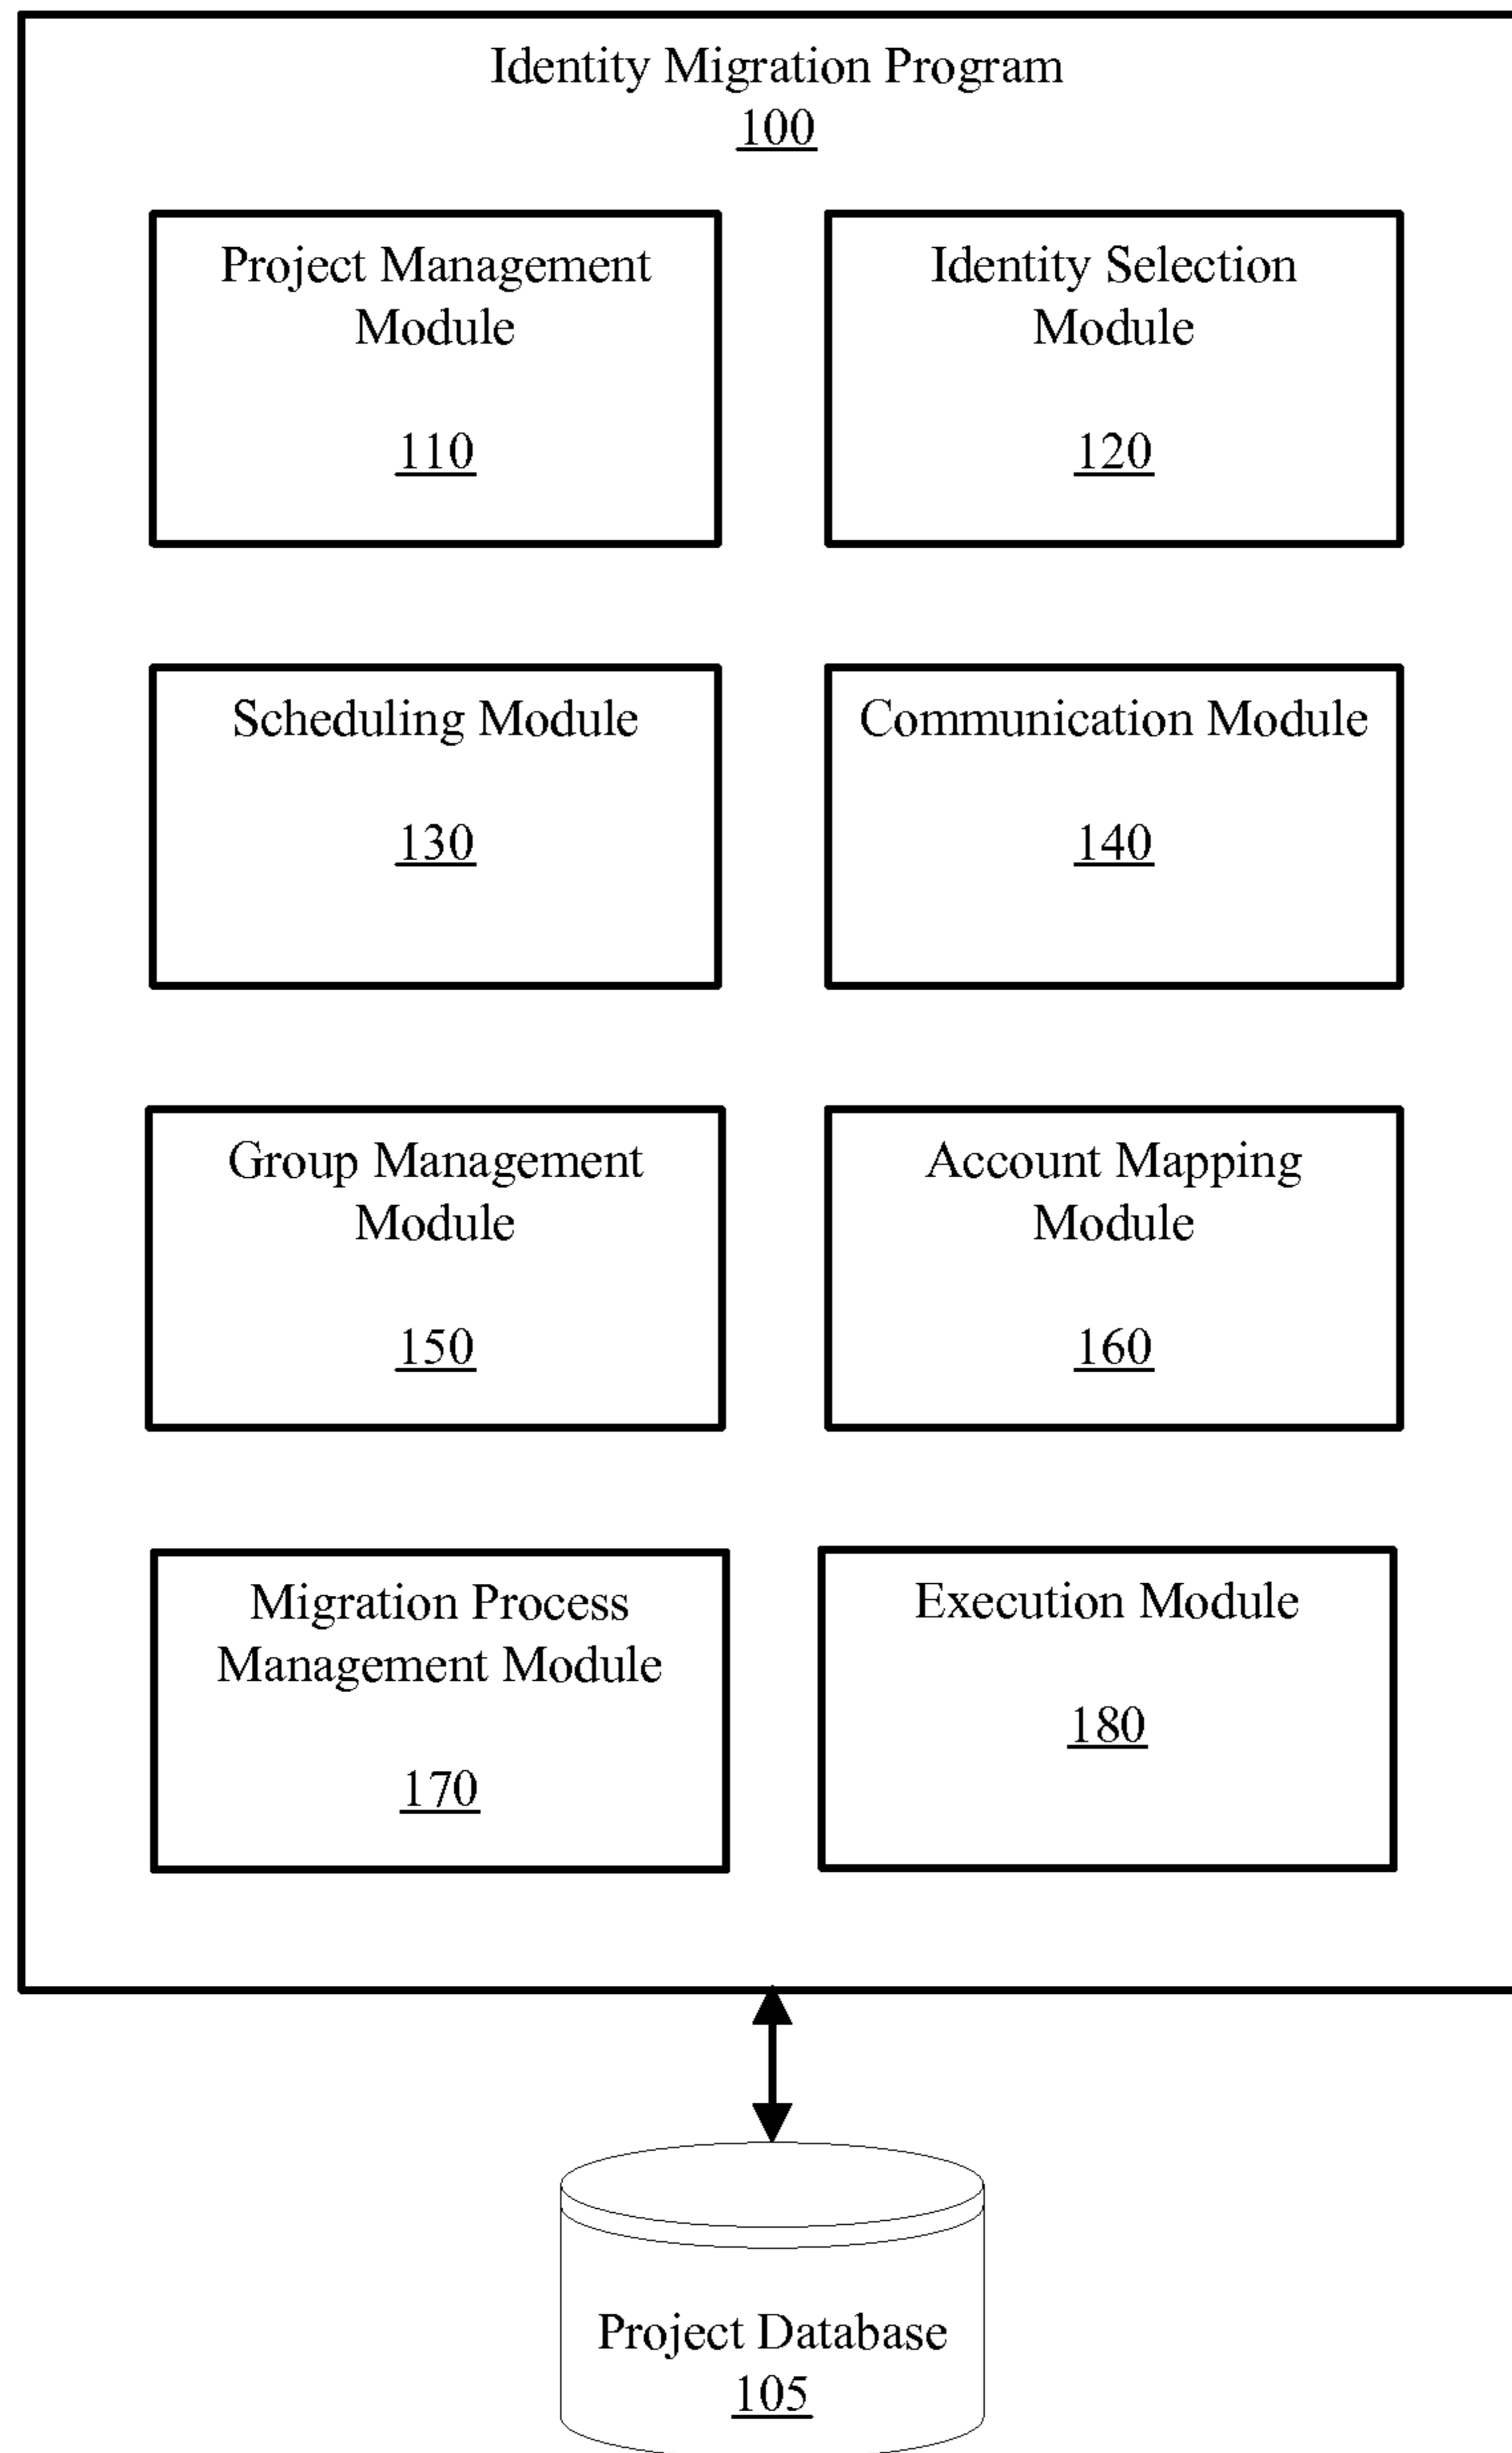 Identity Migration Program
100
Project Management
Module
110
Identity Selection
Module
120
Scheduling Module
130
Communication Module
140
Group Management
Module
150
Account Mapping
Module
160
Migration Process
Management Module
170
Execution Module
180
Project Database
105